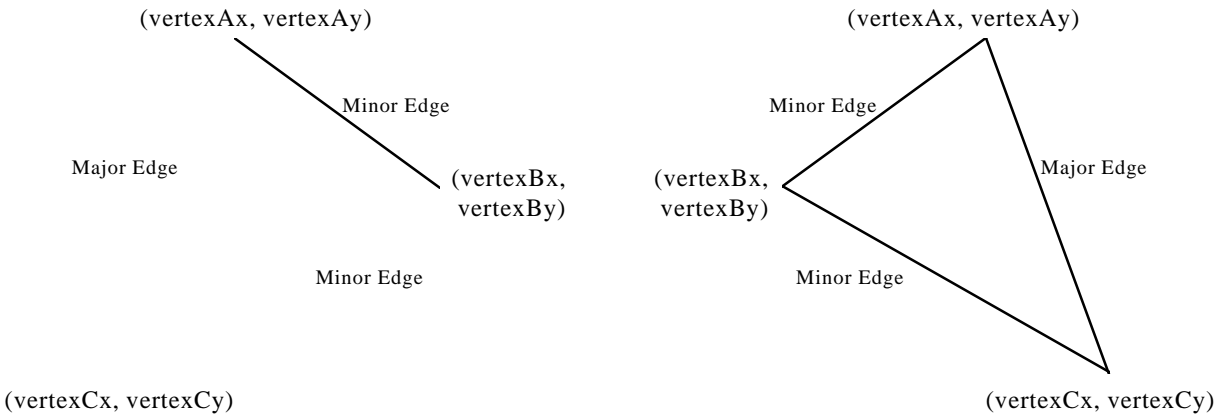 (vertexAx, vertexAy)
Minor Edge
Major Edge
(vertexBx,
vertexBy)
Minor Edge
(vertexCx, vertexCy)
(vertexAx, vertexAy)
Minor Edge
Major Edge
(vertexBx,
vertexBy)
Minor Edge
(vertexCx, vertexCy)